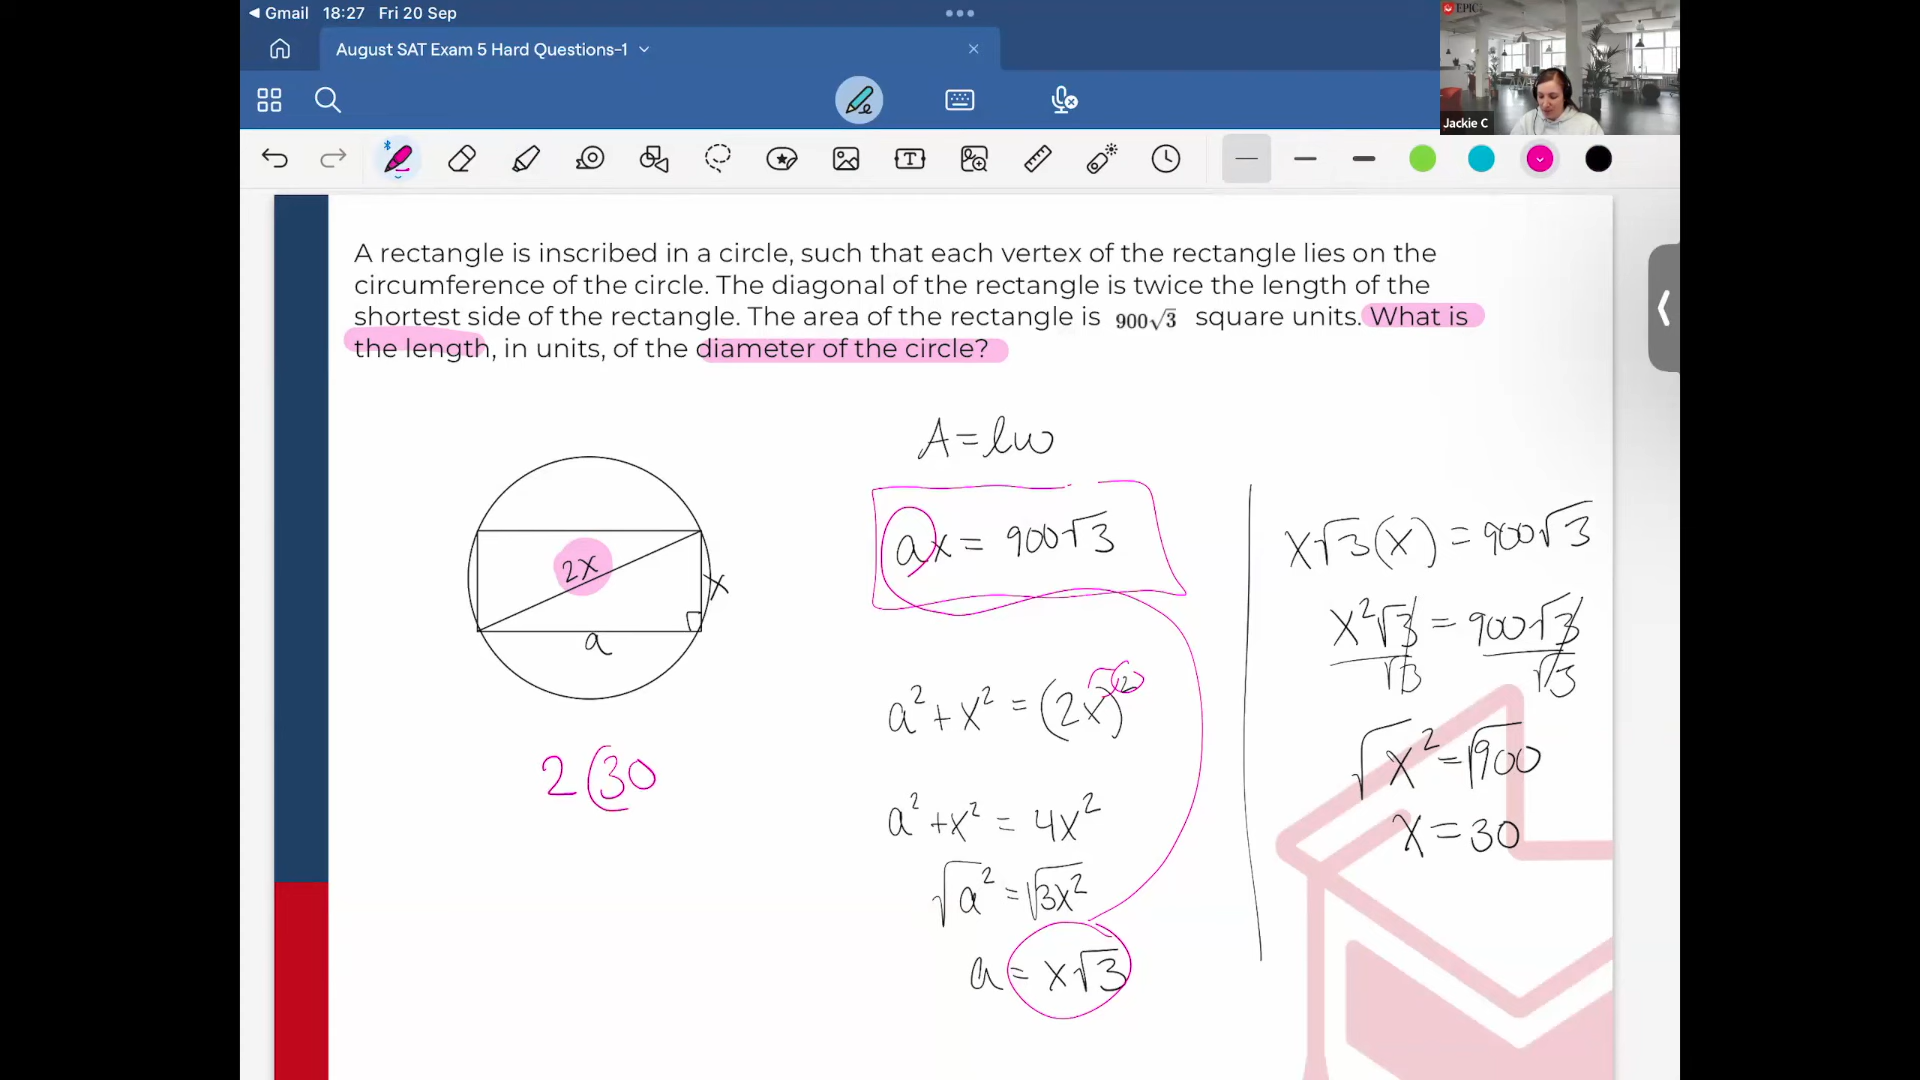 Gmail 18:27 Fri 20 Sep
August SAT Exam 5 Hard Questions-1
EPIC
Jackie C
A rectangle is inscribed in a circle, such that each vertex of the rectangle lies on the
circumference of the circle. The diagonal of the rectangle is twice the length of the
shortest side of the rectangle. The area of the rectangle is 900√3 square units. What is
the length, in units, of the diameter of the circle?
2x
x
a
2(30
A = lw
ax = 900√3
a² + x² = (2x)²
a² + x² = 4x²
√a² = √3x²
a = x√3
x√3(x) = 900√3
x²√3 = 900√3
√3 √3
√x² = √900
x = 30